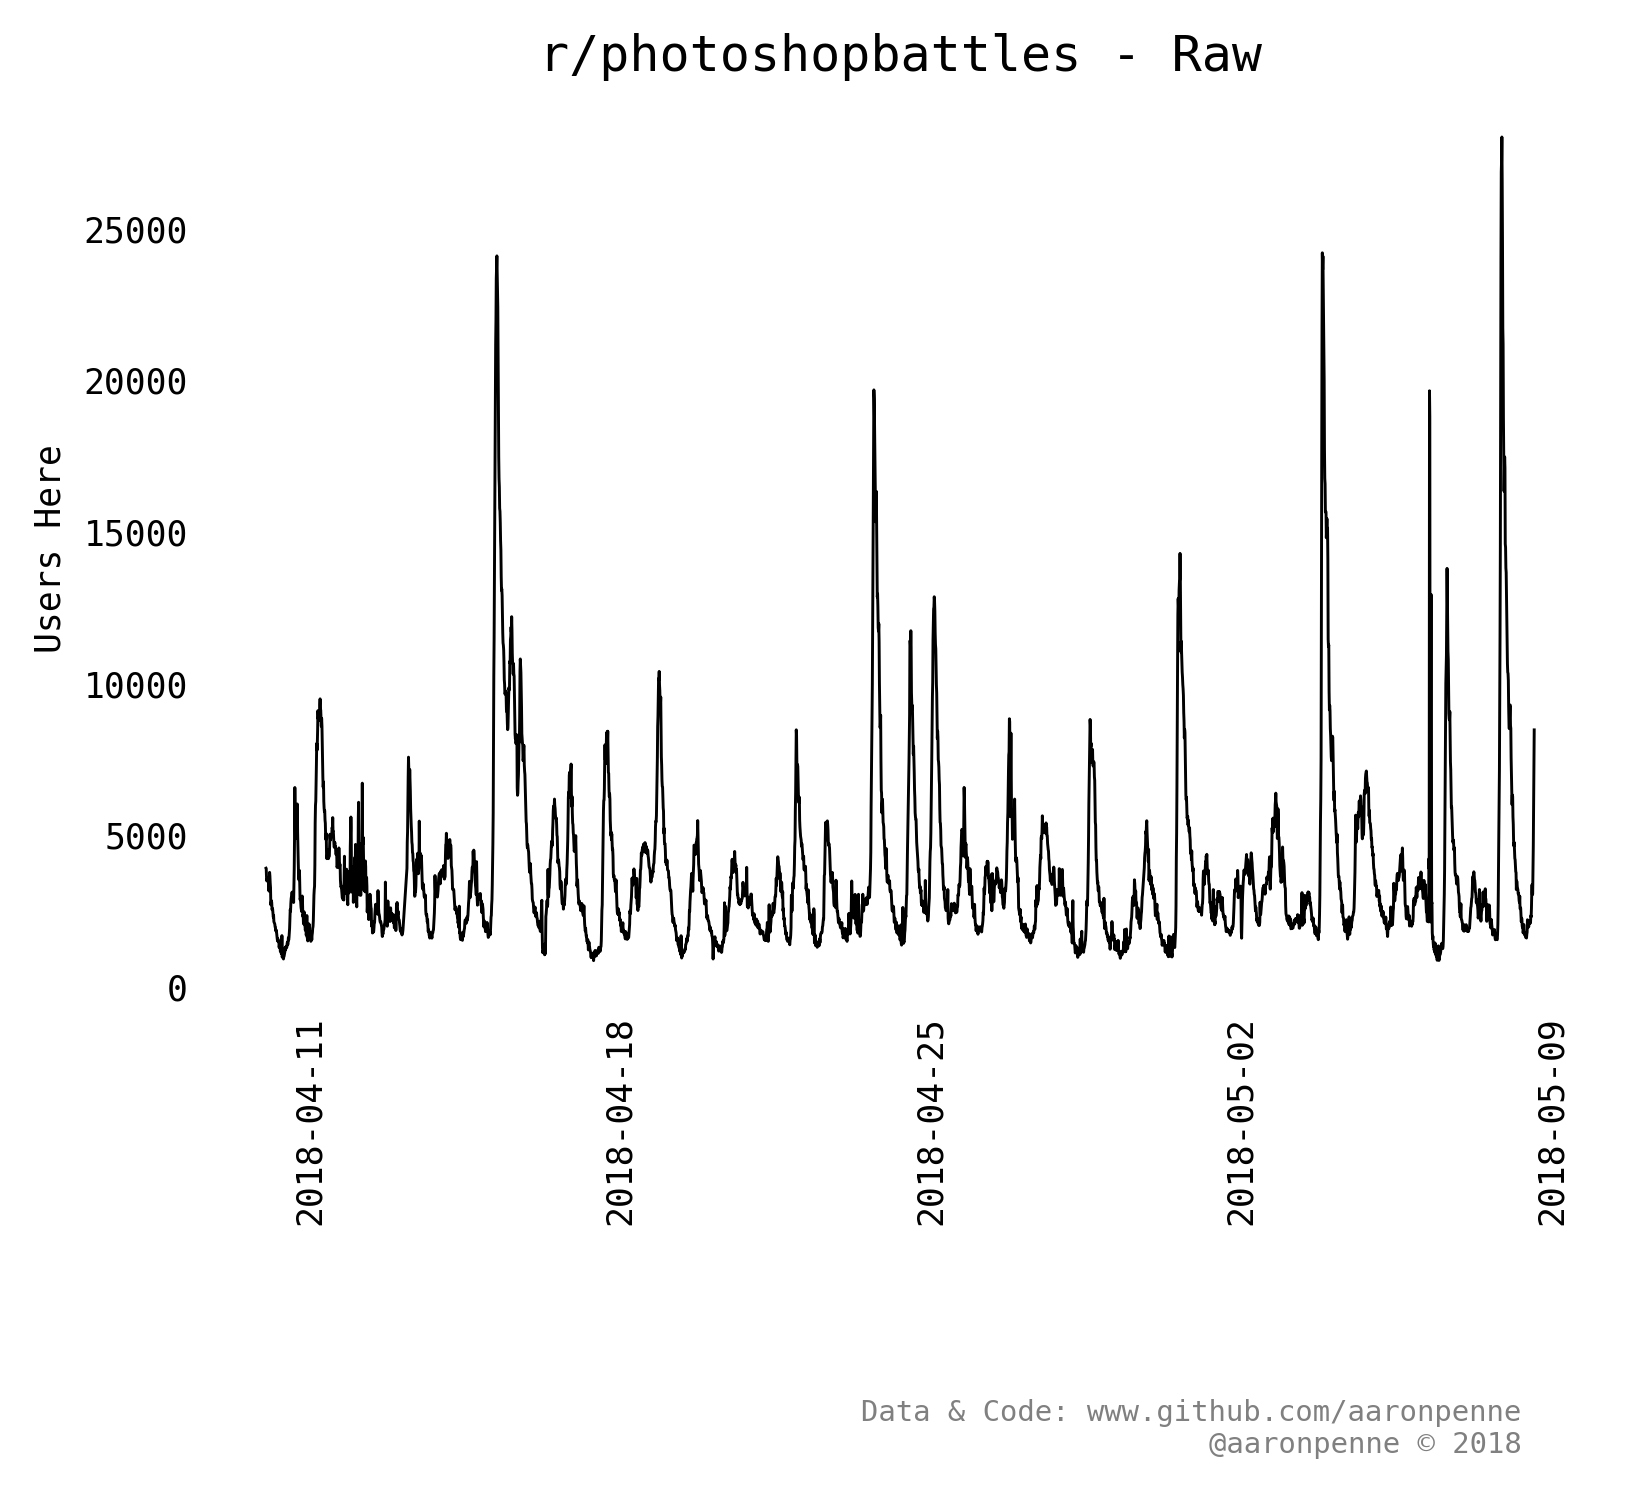 r/photoshopbattles - Raw
Users Here
25000
20000
15000
10000
5000
0
2018-04-11
2018-04-18
2018-04-25
2018-05-02
2018-05-09
Data & Code: www.github.com/aaronpenne
@aaronpenne © 2018